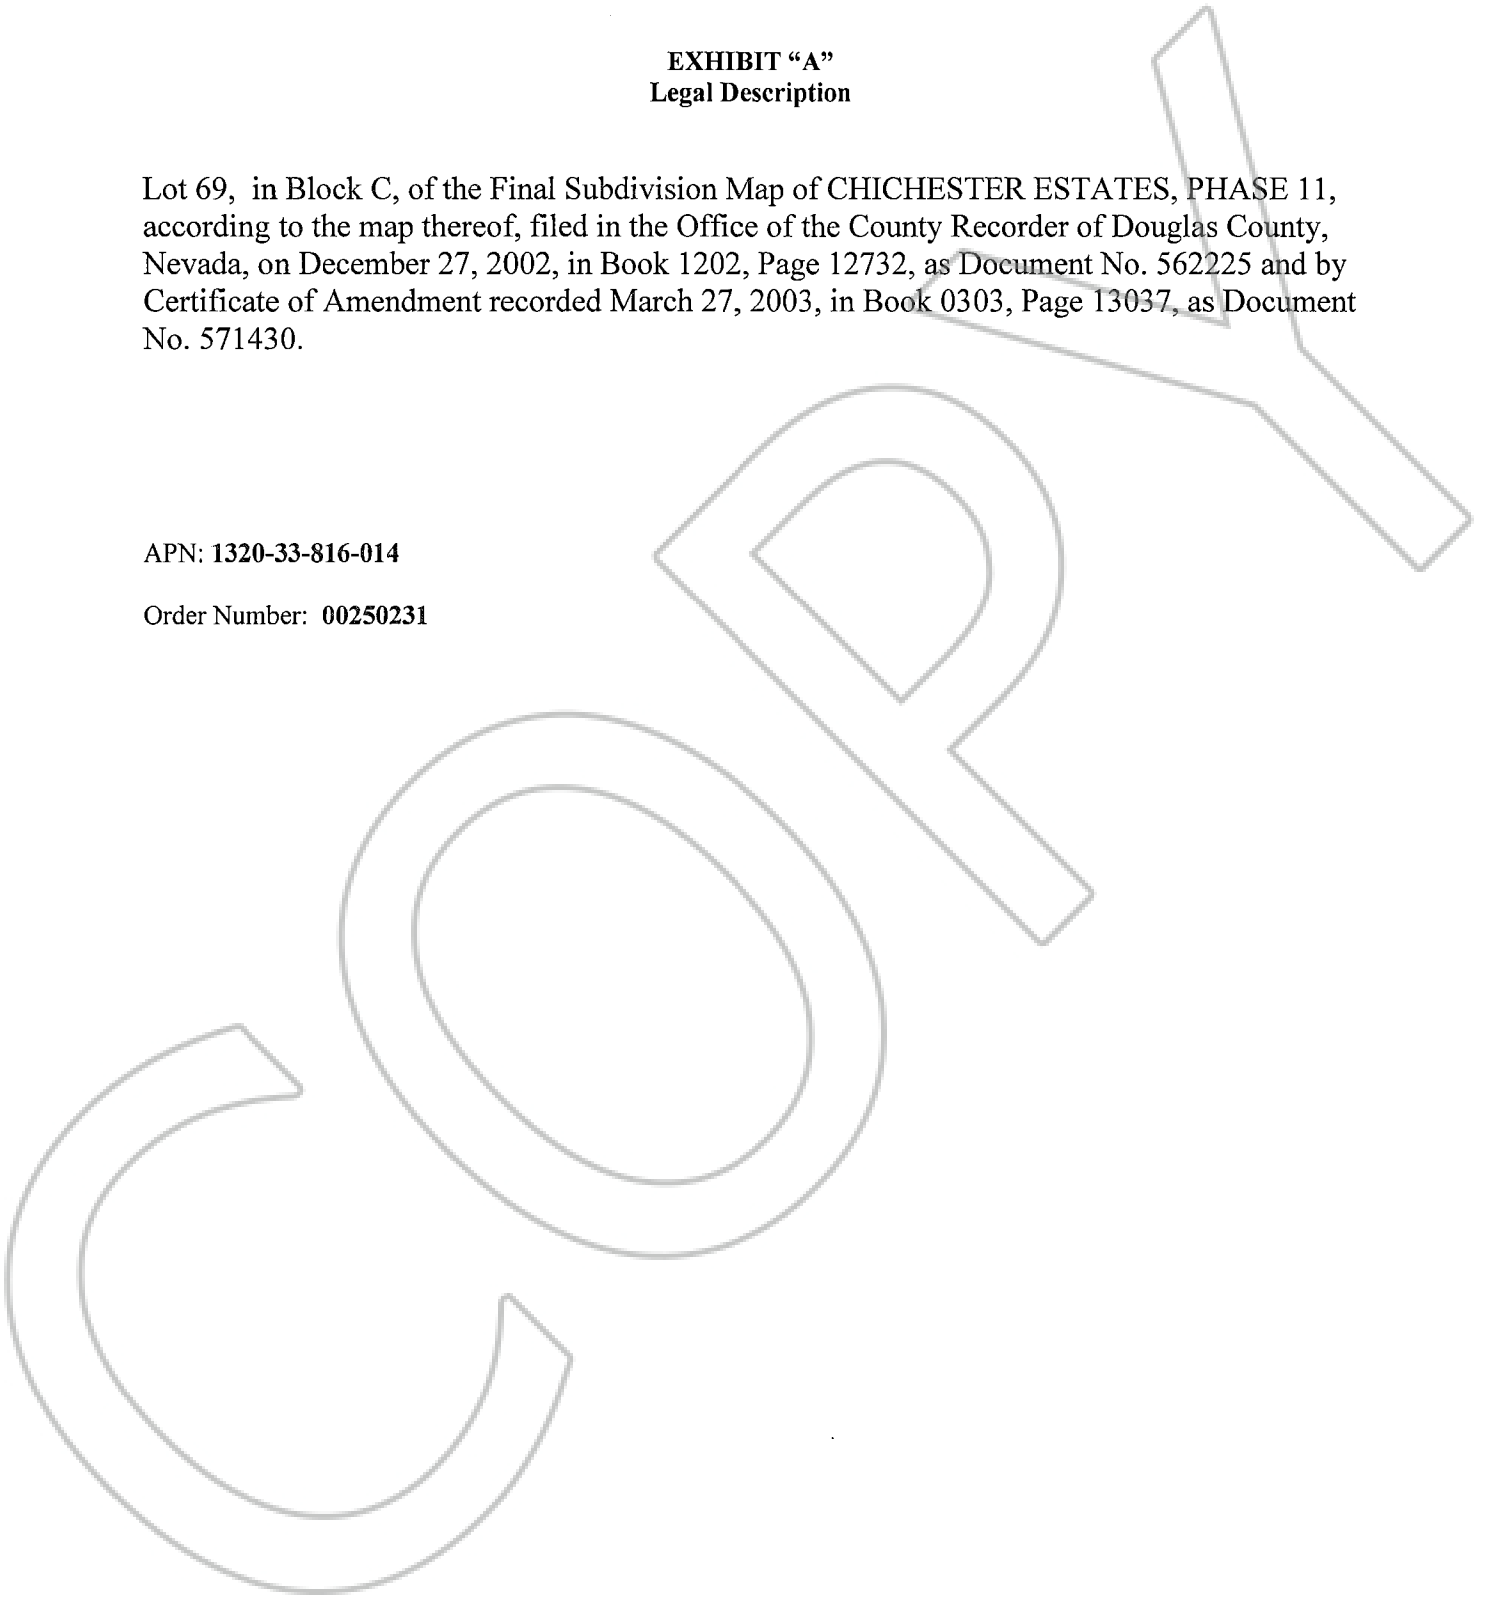 EXHIBIT “A”
Legal Description
Lot 69,  in Block C, of the Final Subdivision Map of CHICHESTER ESTATES, PHASE 11,
according to the map thereof, filed in the Office of the County Recorder of Douglas County,
Nevada, on December 27, 2002, in Book 1202, Page 12732, as Document No. 562225 and by
Certificate of Amendment recorded March 27, 2003, in Book 0303, Page 13037, as Document
No. 571430.
APN: 1320-33-816-014
Order Number:  00250231
COPY